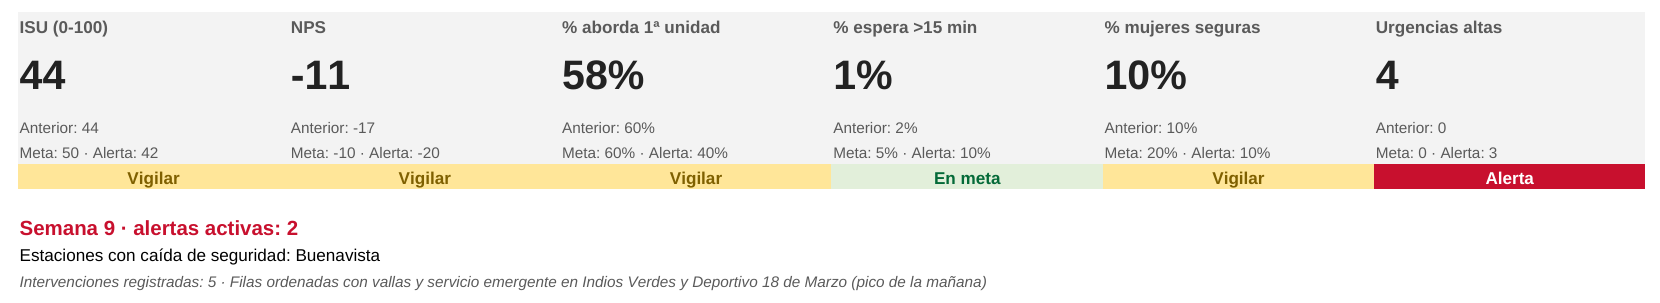 ISU (0-100) NPS % aborda 1ª unidad % espera >15 min % mujeres seguras Urgencias altas
44 -11 58% 1% 10% 4
Anterior: 44 Anterior: -17 Anterior: 60% Anterior: 2% Anterior: 10% Anterior: 0
Meta: 50 · Alerta: 42 Meta: -10 · Alerta: -20 Meta: 60% · Alerta: 40% Meta: 5% · Alerta: 10% Meta: 20% · Alerta: 10% Meta: 0 · Alerta: 3
Vigilar Vigilar Vigilar En meta Vigilar Alerta
Semana 9 · alertas activas: 2
Estaciones con caída de seguridad: Buenavista
Intervenciones registradas: 5 · Filas ordenadas con vallas y servicio emergente en Indios Verdes y Deportivo 18 de Marzo (pico de la mañana)